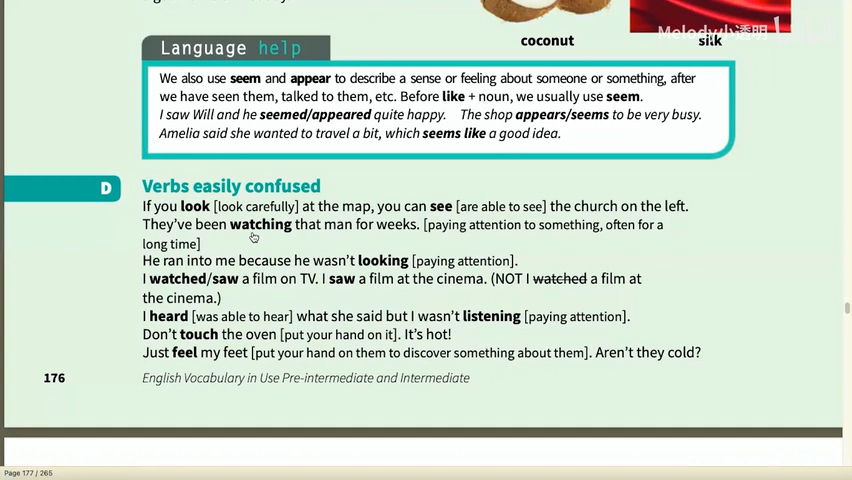 Melody小透明
coconut
silk
Language help
We also use seem and appear to describe a sense or feeling about someone or something, after
we have seen them, talked to them, etc. Before like + noun, we usually use seem.
I saw Will and he seemed/appeared quite happy. The shop appears/seems to be very busy.
Amelia said she wanted to travel a bit, which seems like a good idea.
D
Verbs easily confused
If you look [look carefully] at the map, you can see [are able to see] the church on the left.
They’ve been watching that man for weeks. [paying attention to something, often for a
long time]
He ran into me because he wasn’t looking [paying attention].
I watched/saw a film on TV. I saw a film at the cinema. (NOT I watched a film at
the cinema.)
I heard [was able to hear] what she said but I wasn’t listening [paying attention].
Don’t touch the oven [put your hand on it]. It’s hot!
Just feel my feet [put your hand on them to discover something about them]. Aren’t they cold?
176
English Vocabulary in Use Pre-intermediate and Intermediate
Page 177 / 265